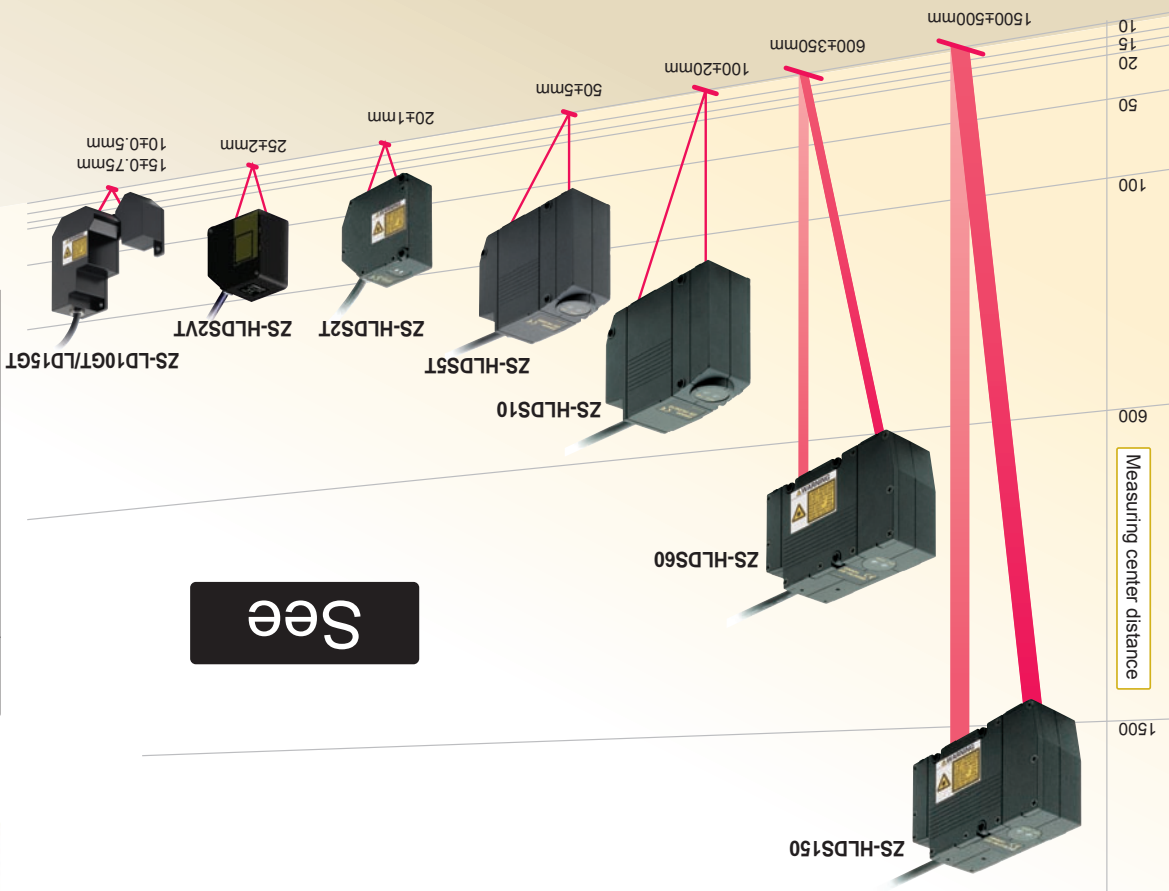 ZS-HLDS150
WARNING
1500
Measuring center distance
See
ZS-HLDS60
WARNING
600
ZS-HLDS10
ZS-HLDS5T
ZS-LD10GT/LD15GT
ZS-HLDS2T
ZS-HLDS2VT
100
15±0.75mm
10±0.5mm
25±2mm
20±1mm
50
50±5mm
100±20mm
20
600±350mm
15
10
1500±500mm